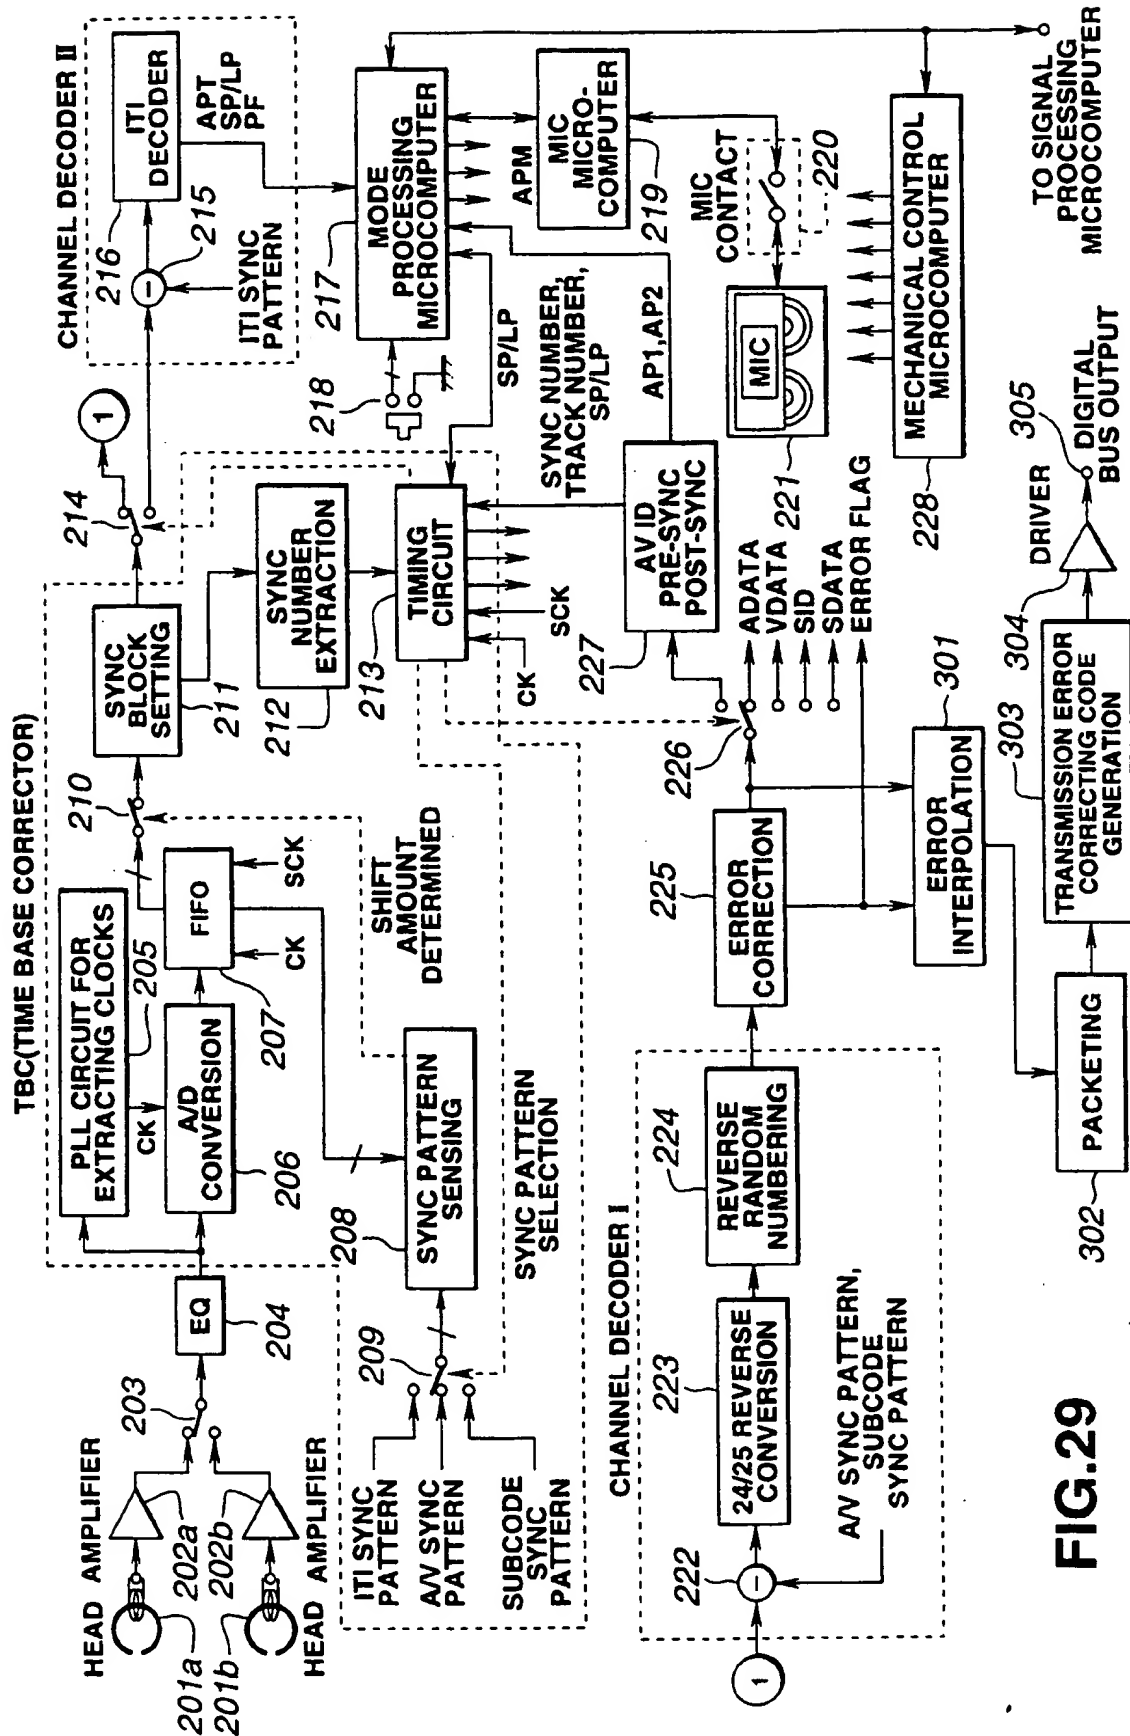 TBC(TIME BASE CORRECTOR)
CHANNEL DECODER II
HEAD AMPLIFIER
201a
202a
201b
202b
HEAD AMPLIFIER
203
EQ
204
PLL CIRCUIT FOR
EXTRACTING CLOCKS
205
CK
A/D
CONVERSION
206
FIFO
207
CK
SCK
210
SYNC
BLOCK
SETTING
211
SYNC
NUMBER
EXTRACTION
212
TIMING
CIRCUIT
213
CK
SCK
214
1
ITI SYNC
PATTERN
215
216
ITI
DECODER
APT
SP/LP
PF
217
MODE
PROCESSING
MICROCOMPUTER
218
SP/LP
APM
MIC
MICRO-
COMPUTER
219
MIC
CONTACT
220
MIC
221
SYNC NUMBER,
TRACK NUMBER,
SP/LP
AP1,AP2
AV ID
PRE-SYNC
POST-SYNC
227
SHIFT
AMOUNT
DETERMINED
SYNC PATTERN
SENSING
208
209
SYNC PATTERN
SELECTION
ITI SYNC
PATTERN
A/V SYNC
PATTERN
SUBCODE
SYNC
PATTERN
CHANNEL DECODER I
1
222
A/V SYNC PATTERN,
SUBCODE
SYNC PATTERN
24/25 REVERSE
CONVERSION
223
REVERSE
RANDOM
NUMBERING
224
ERROR
CORRECTION
225
226
ADATA
VDATA
SID
SDATA
ERROR FLAG
MECHANICAL CONTROL
MICROCOMPUTER
228
TO SIGNAL
PROCESSING
MICROCOMPUTER
ERROR
INTERPOLATION
301
PACKETING
302
TRANSMISSION ERROR
CORRECTING CODE
GENERATION
303
DRIVER
304
305
DIGITAL
BUS OUTPUT
FIG.29